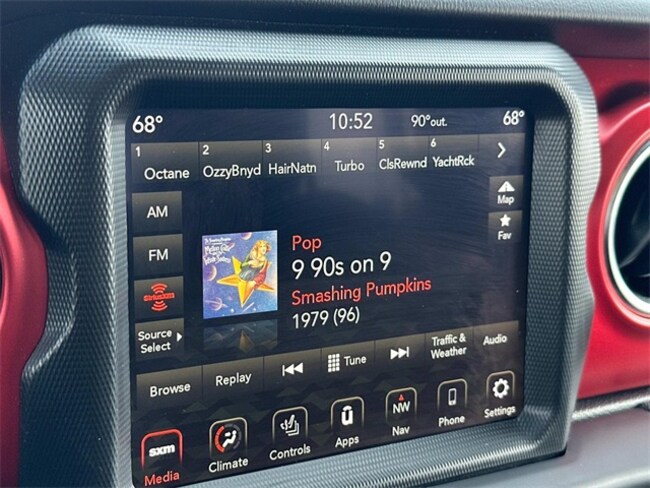 68° 10:52 90°out. 68°
1 2 3 4 5 6
Octane OzzyBnyd HairNatn Turbo ClsRewnd YachtRck
AM
Map
FM
Fav
Pop
9 90s on 9
Smashing Pumpkins
1979 (96)
SiriusXM
Source
Select
Browse Replay Tune Traffic & Audio
Weather
sxm Climate Controls Apps NW Phone Settings
Media Nav